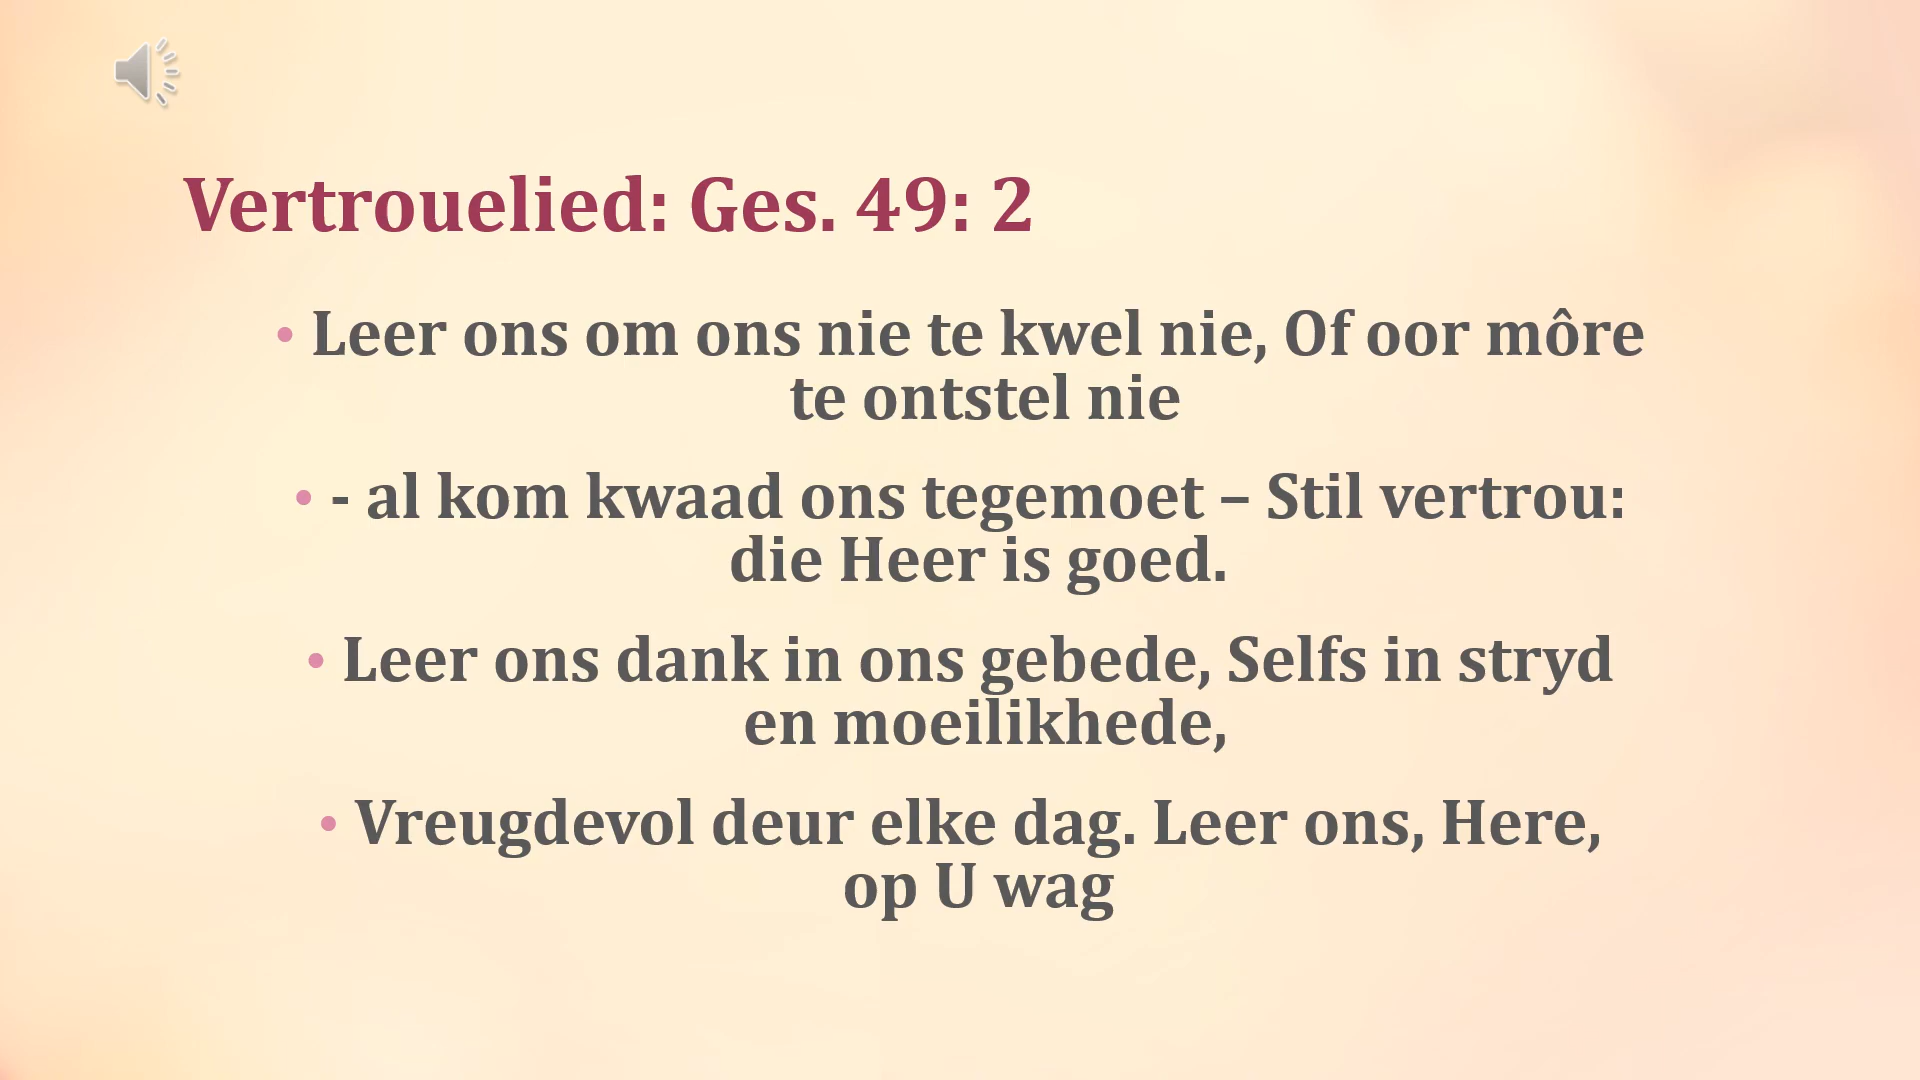 Vertrouelied: Ges. 49: 2
• Leer ons om ons nie te kwel nie, Of oor môre
te ontstel nie
• - al kom kwaad ons tegemoet – Stil vertrou:
die Heer is goed.
• Leer ons dank in ons gebede, Selfs in stryd
en moeilikhede,
• Vreugdevol deur elke dag. Leer ons, Here,
op U wag